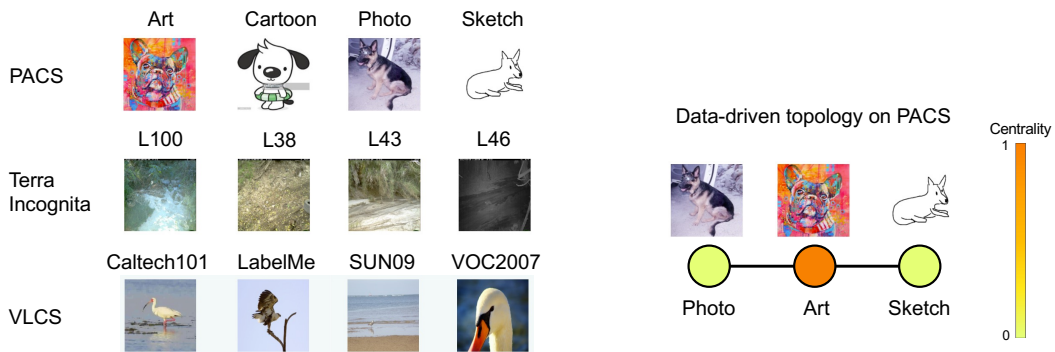 Art Cartoon Photo Sketch
PACS
L100 L38 L43 L46
Terra
Incognita
Caltech101 LabelMe SUN09 VOC2007
VLCS
Data-driven topology on PACS
Centrality
1
0
Photo Art Sketch